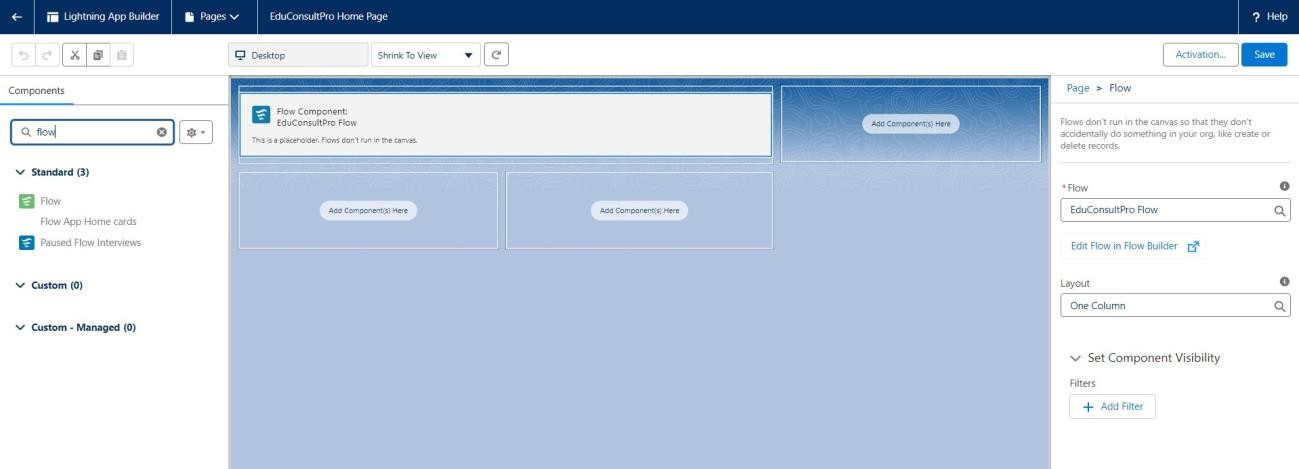 Lightning App Builder
Pages
EduConsultPro Home Page
? Help
Desktop
Shrink To View
Activation...
Save
Components
flow
Standard (3)
Flow
Flow App Home cards
Paused Flow Interviews
Custom (0)
Custom - Managed (0)
Flow Component:
EduConsultPro Flow
This is a placeholder. Flows don't run in the canvas.
Add Component(s) Here
Add Component(s) Here
Add Component(s) Here
Page > Flow
Flows don't run in the canvas so that they don't
accidentally do something in your org, like create or
delete records.
*Flow
EduConsultPro Flow
Edit Flow in Flow Builder
Layout
One Column
Set Component Visibility
Filters
+ Add Filter